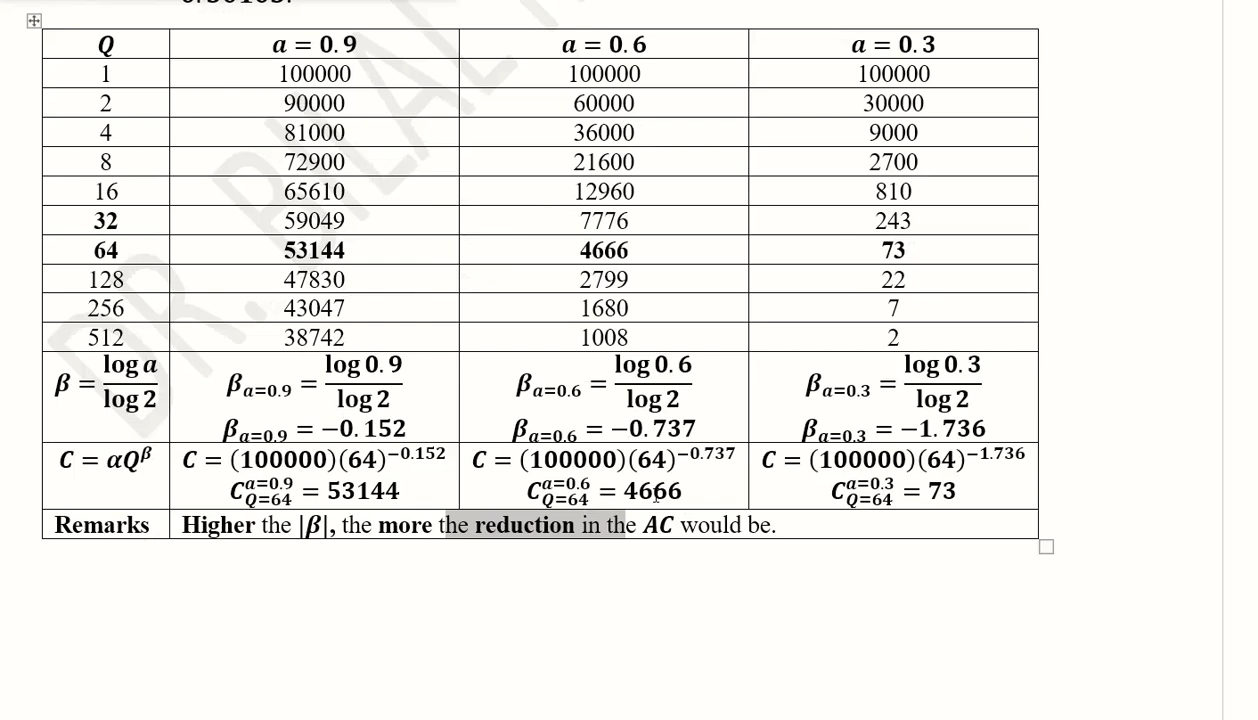 Q a = 0.9 a = 0.6 a = 0.3
1 100000 100000 100000
2 90000 60000 30000
4 81000 36000 9000
8 72900 21600 2700
16 65610 12960 810
32 59049 7776 243
64 53144 4666 73
128 47830 2799 22
256 43047 1680 7
512 38742 1008 2
β = log a / log 2 β a=0.9 = log 0.9 / log 2 β a=0.6 = log 0.6 / log 2 β a=0.3 = log 0.3 / log 2
β a=0.9 = −0.152 β a=0.6 = −0.737 β a=0.3 = −1.736
C = αQ^β C = (100000)(64)^−0.152 C = (100000)(64)^−0.737 C = (100000)(64)^−1.736
C a=0.9 Q=64 = 53144 C a=0.6 Q=64 = 4666 C a=0.3 Q=64 = 73
Remarks Higher the |β|, the more the reduction in the AC would be.
DR.